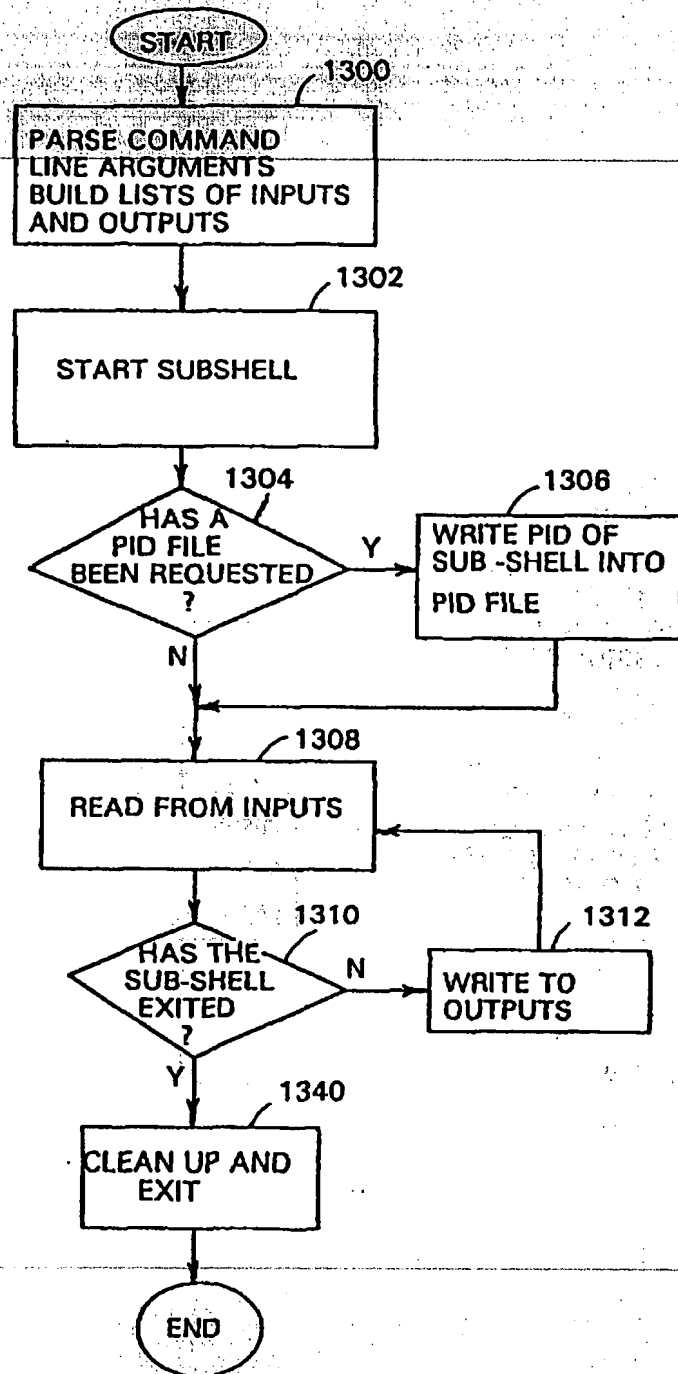 START
1300
PARSE COMMAND
LINE ARGUMENTS
BUILD LISTS OF INPUTS
AND OUTPUTS
1302
START SUBSHELL
1304
HAS A
PID FILE
BEEN REQUESTED
?
Y
N
1306
WRITE PID OF
SUB-SHELL INTO
PID FILE
1308
READ FROM INPUTS
1310
HAS THE
SUB-SHELL
EXITED
?
N
Y
1312
WRITE TO
OUTPUTS
1340
CLEAN UP AND
EXIT
END